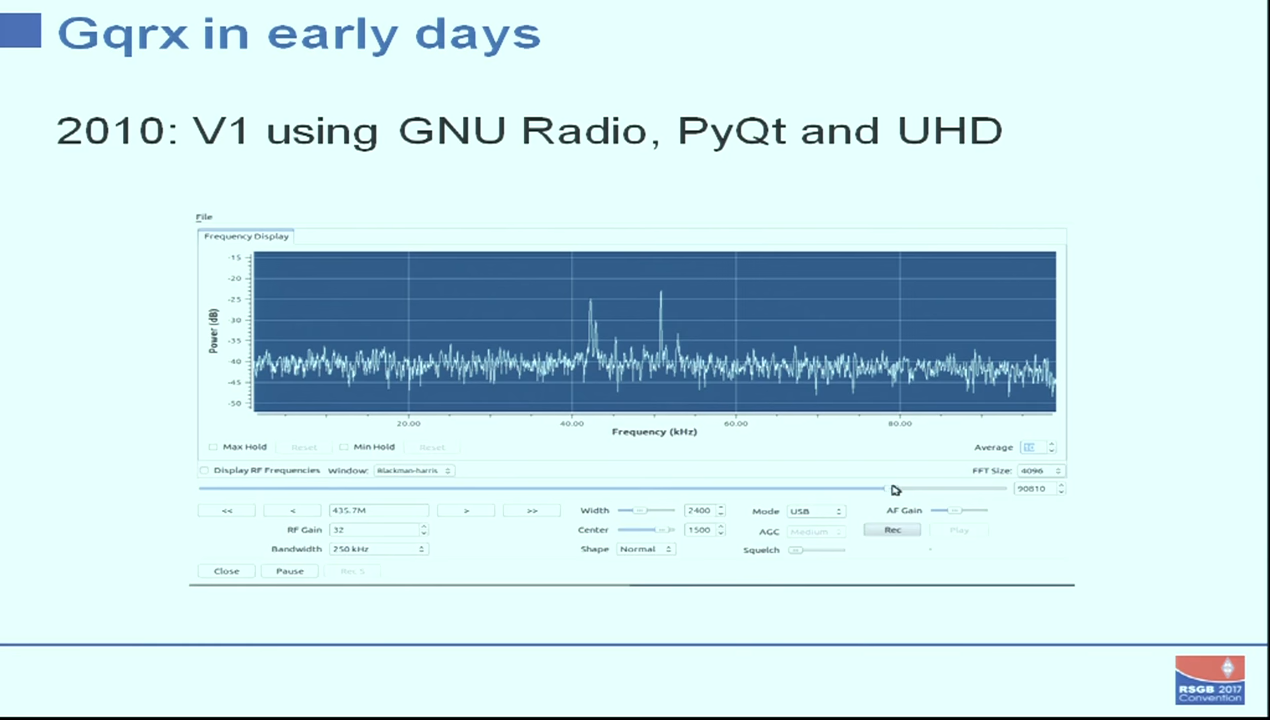 Gqrx in early days
2010: V1 using GNU Radio, PyQt and UHD
File
Frequency Display
-15
-20
-25
-30
-35
-40
-45
-50
Power (dB)
20.00 40.00 60.00 80.00
Frequency (kHz)
Max Hold Reset Min Hold Reset Average
Display RF Frequencies Window: Blackman-harris FFT Size: 4096
90810
<< < 435.7M > >> Width 2400 Mode USB AF Gain
RF Gain 32 Center 1500 AGC Medium Rec Play
Bandwidth 250 kHz Shape Normal Squelch
Close Pause Rec S
RSGB 2017
Convention